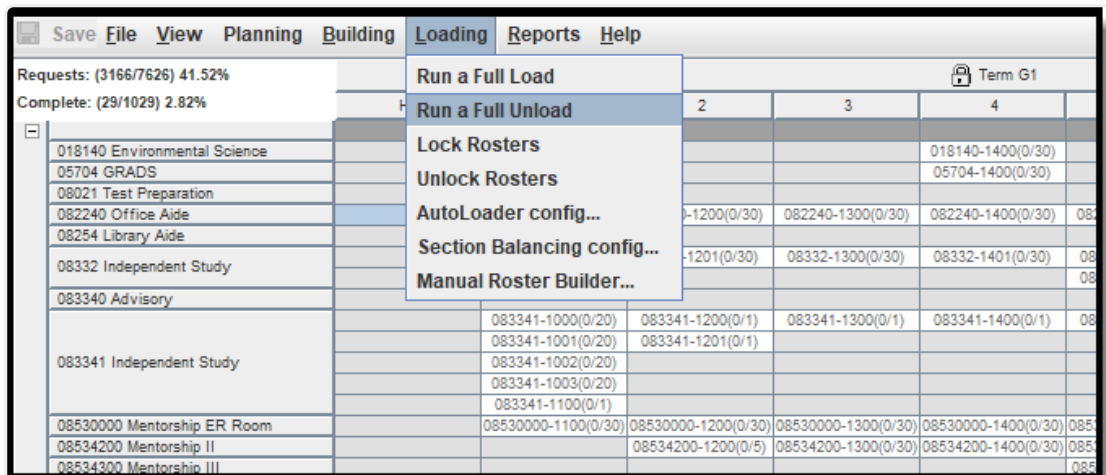 Save File View Planning Building Loading Reports Help
Requests: (3166/7626) 41.52%
Complete: (29/1029) 2.82%
Run a Full Load
Run a Full Unload
Lock Rosters
Unlock Rosters
AutoLoader config...
Section Balancing config...
Manual Roster Builder...
Term G1
H 2 3 4
018140 Environmental Science 018140-1400(0/30)
05704 GRADS 05704-1400(0/30)
08021 Test Preparation
082240 Office Aide -1200(0/30) 082240-1300(0/30) 082240-1400(0/30) 082
08254 Library Aide
08332 Independent Study -1201(0/30) 08332-1300(0/30) 08332-1401(0/30) 08
08
083340 Advisory
083341-1000(0/20) 083341-1200(0/1) 083341-1300(0/1) 083341-1400(0/1) 08
083341-1001(0/20) 083341-1201(0/1)
083341 Independent Study 083341-1002(0/20)
083341-1003(0/20)
083341-1100(0/1)
08530000 Mentorship ER Room 08530000-1100(0/30) 08530000-1200(0/30) 08530000-1300(0/30) 08530000-1400(0/30) 085
08534200 Mentorship II 08534200-1200(0/5) 08534200-1300(0/30) 08534200-1400(0/30) 085
08534300 Mentorship III 085